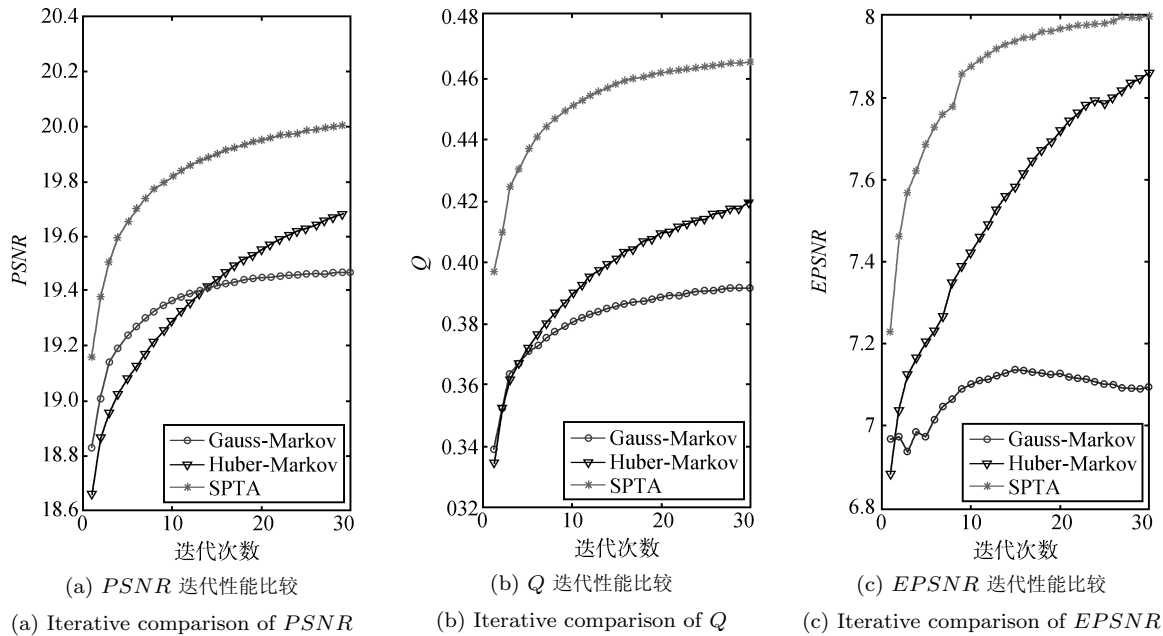 20.4
20.2
20.0
19.8
19.6
19.4
19.2
19.0
18.8
18.6
PSNR
Gauss-Markov
Huber-Markov
SPTA
0 10 20 30
迭代次数
(a) PSNR 迭代性能比较
(a) Iterative comparison of PSNR
0.48
0.46
0.44
0.42
0.40
0.38
0.36
0.34
032
Q
Gauss-Markov
Huber-Markov
SPTA
0 10 20 30
迭代次数
(b) Q 迭代性能比较
(b) Iterative comparison of Q
8
7.8
7.6
7.4
7.2
7
6.8
EPSNR
Gauss-Markov
Huber-Markov
SPTA
0 10 20 30
迭代次数
(c) EPSNR 迭代性能比较
(c) Iterative comparison of EPSNR